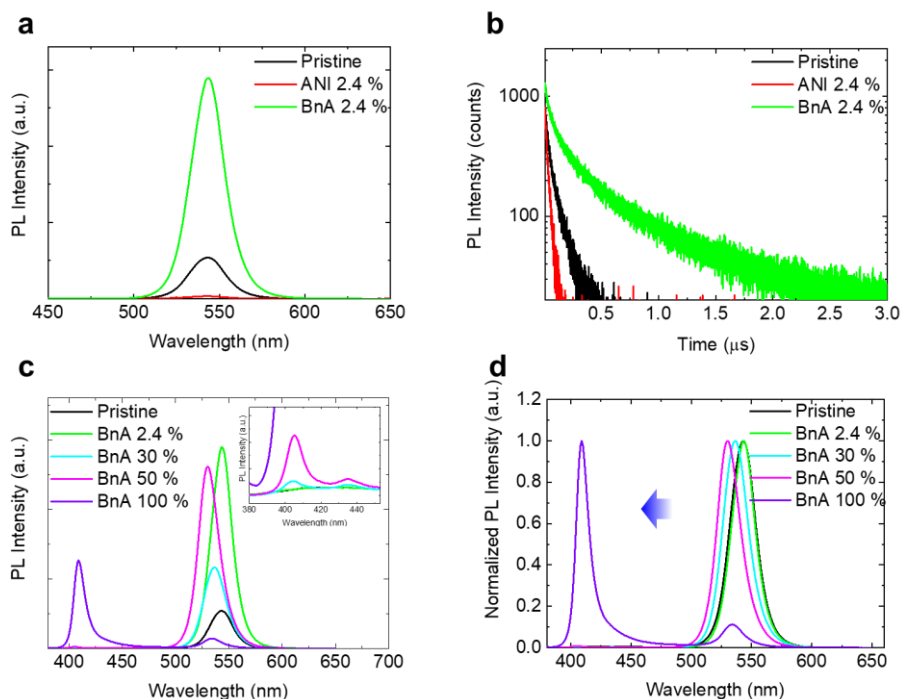 a
PL Intensity (a.u.)
Pristine
ANI 2.4 %
BnA 2.4 %
450 500 550 600 650
Wavelength (nm)
b
PL Intensity (counts)
1000
100
Pristine
ANI 2.4 %
BnA 2.4 %
0.5 1.0 1.5 2.0 2.5 3.0
Time (μs)
c
PL Intensity (a.u.)
Pristine
BnA 2.4 %
BnA 30 %
BnA 50 %
BnA 100 %
PL Intensity (a.u.)
380 400 420 440
Wavelength (nm)
400 450 500 550 600 650 700
Wavelength (nm)
d
Normalized PL Intensity (a.u.)
1.2
1.0
0.8
0.6
0.4
0.2
0.0
Pristine
BnA 2.4 %
BnA 30 %
BnA 50 %
BnA 100 %
400 450 500 550 600 650
Wavelength (nm)